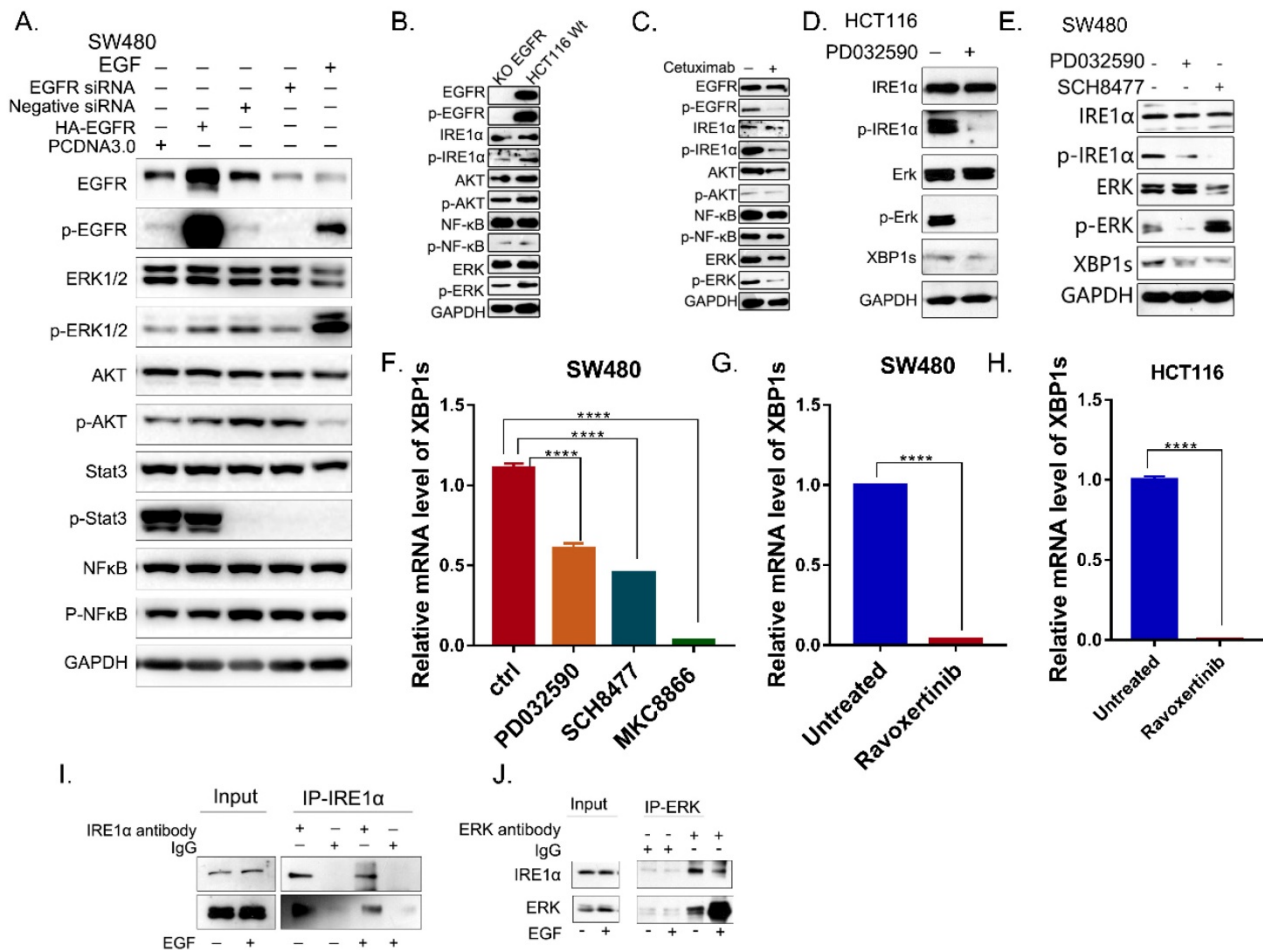 A.
SW480
EGF – – – – +
EGFR siRNA – – – + –
Negative siRNA – – + – –
HA-EGFR – + – – –
PCDNA3.0 + – – – –
EGFR
p-EGFR
ERK1/2
p-ERK1/2
AKT
p-AKT
Stat3
p-Stat3
NFκB
P-NFκB
GAPDH
B.
KO EGFR
HCT116 Wt
EGFR
p-EGFR
IRE1α
p-IRE1α
AKT
p-AKT
NF-κB
p-NF-κB
ERK
p-ERK
GAPDH
C.
Cetuximab – +
EGFR
p-EGFR
IRE1α
p-IRE1α
AKT
p-AKT
NF-κB
p-NF-κB
ERK
p-ERK
GAPDH
D. HCT116
PD032590 – +
IRE1α
p-IRE1α
Erk
p-Erk
XBP1s
GAPDH
E. SW480
PD032590 - + -
SCH8477 - - +
IRE1α
p-IRE1α
ERK
p-ERK
XBP1s
GAPDH
F.
SW480
Relative mRNA level of XBP1s
1.5
1.0
0.5
0.0
****
****
****
ctrl
PD032590
SCH8477
MKC8866
G.
SW480
Relative mRNA level of XBP1s
1.5
1.0
0.5
0.0
****
Untreated
Ravoxertinib
H.
HCT116
Relative mRNA level of XBP1s
1.5
1.0
0.5
0.0
****
Untreated
Ravoxertinib
I.
Input IP-IRE1α
IRE1α antibody + – + –
IgG – + – +
EGF – + – – + +
J.
Input IP-ERK
ERK antibody - - + +
IgG + + - -
IRE1α
ERK
EGF - + - + - +